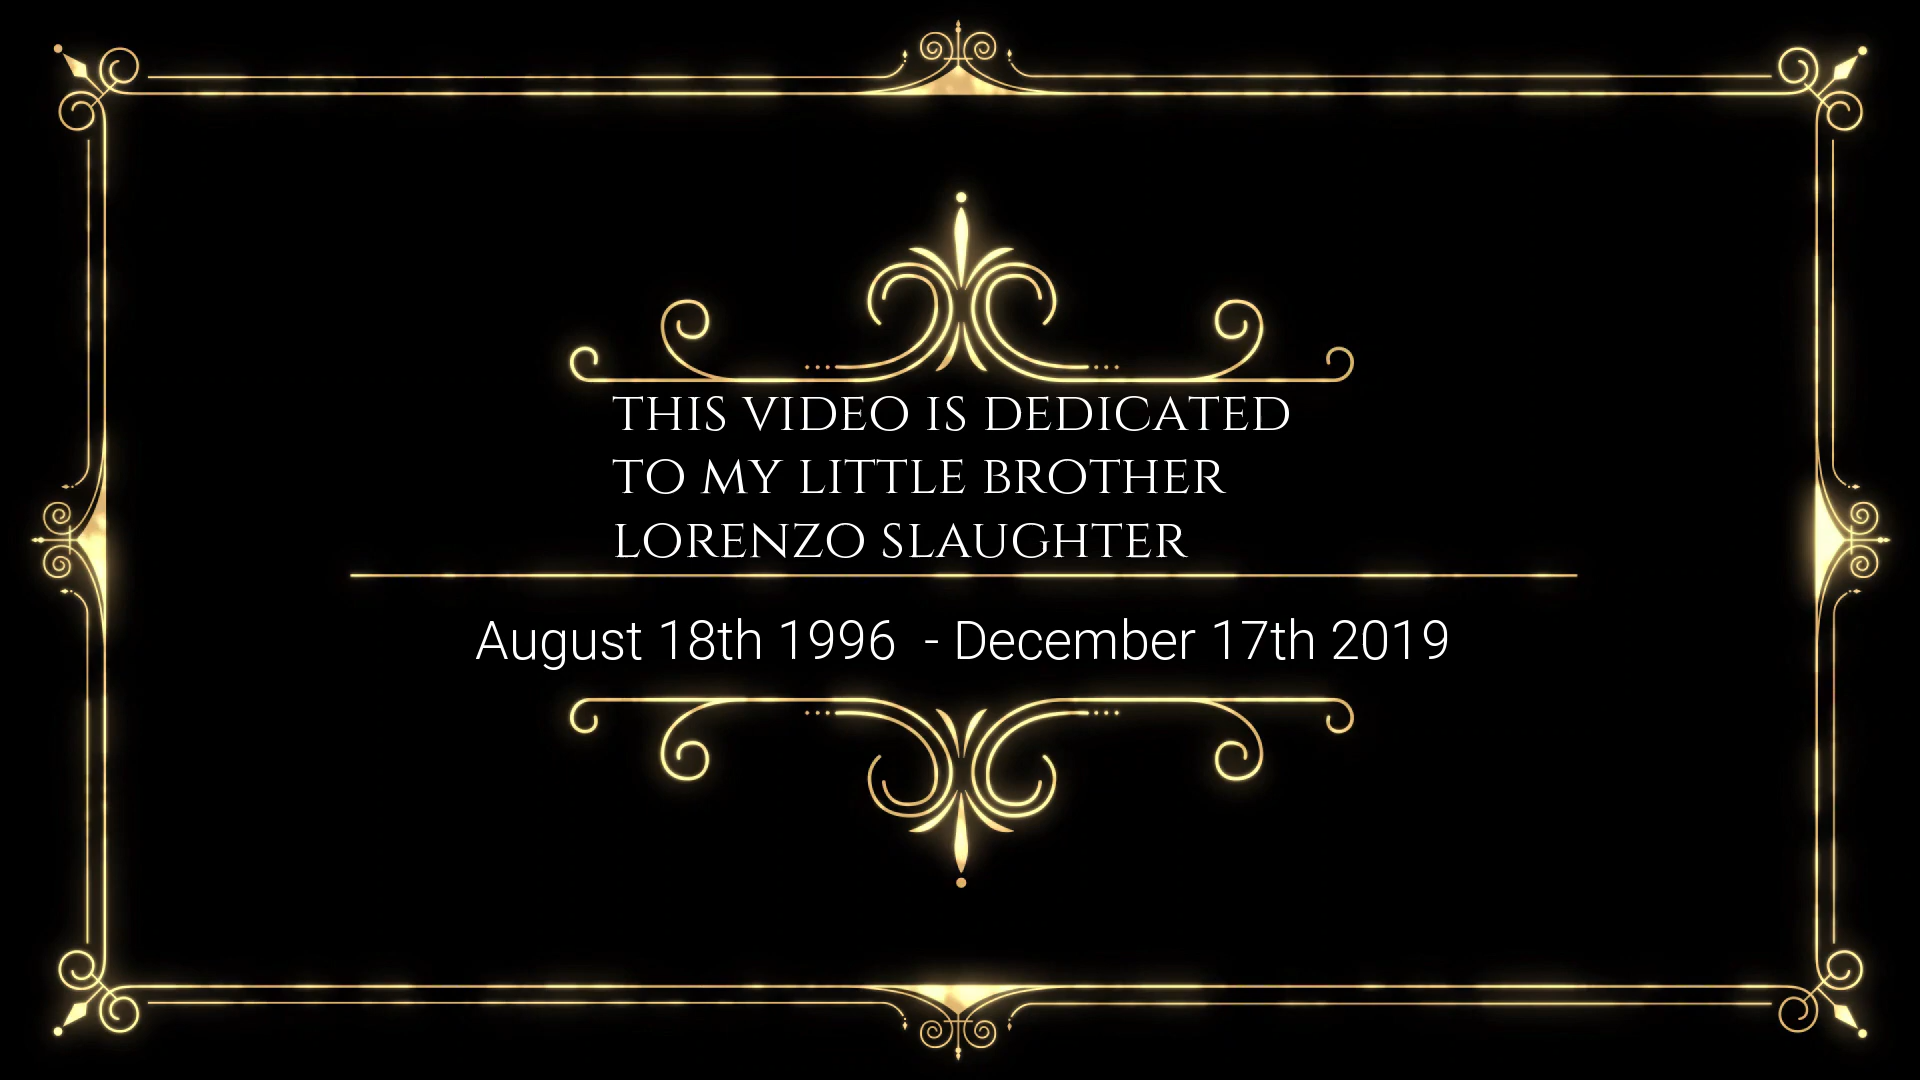 THIS VIDEO IS DEDICATED
TO MY LITTLE BROTHER
LORENZO SLAUGHTER
August 18th 1996  - December 17th 2019